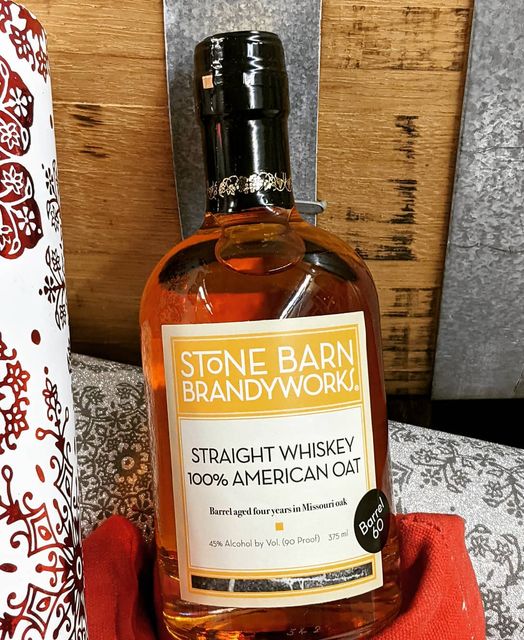 STONE BARN
BRANDYWORKS®
STRAIGHT WHISKEY
100% AMERICAN OAT
Barrel aged four years in Missouri oak
45% Alcohol by Vol. (90 Proof) 375 ml
Barrel
60